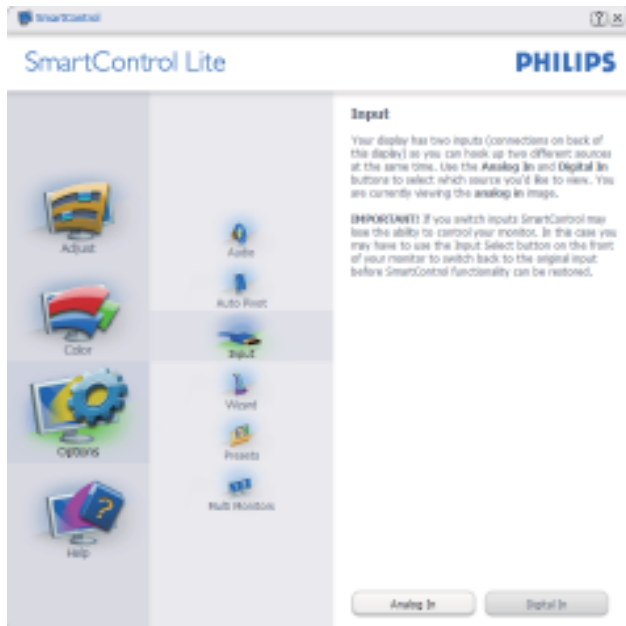 SmartControl
SmartControl Lite
PHILIPS
Adjust
Color
Options
Help
Audio
Auto Pivot
Input
Wizard
Presets
Multi Monitors
Input
Your display has two inputs (connections on back of
this display) so you can hook up two different sources
at the same time. Use the Analog In and Digital In
buttons to select which source you'd like to view. You
are currently viewing the analog in image.
IMPORTANT! If you switch inputs SmartControl may
lose the ability to control your monitor. In this case you
may have to use the Input Select button on the front
of your monitor to switch back to the original input
before SmartControl functionality can be restored.
Analog In
Digital In